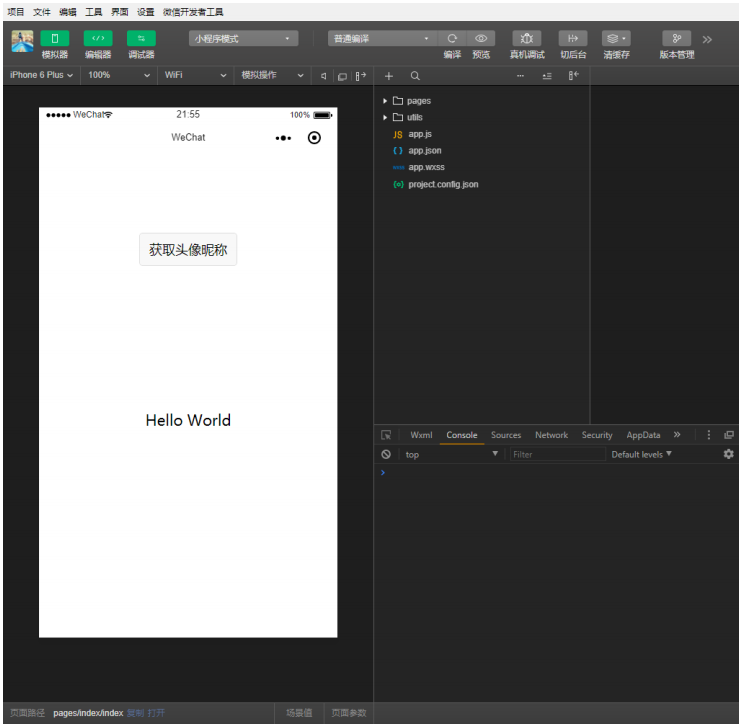 项目 文件 编辑 工具 界面 设置 微信开发者工具
小程序模式 普通编译
模拟器 编辑器 调试器 编译 预览 真机调试 切后台 清缓存 版本管理
iPhone 6 Plus 100% WiFi 模拟操作
WeChat 21:55 100%
WeChat
获取头像昵称
Hello World
pages
utils
JS app.js
{ } app.json
app.wxss
{o} project.config.json
Wxml Console Sources Network Security AppData
top Filter Default levels
页面路径 pages/index/index 复制 打开 场景值 页面参数